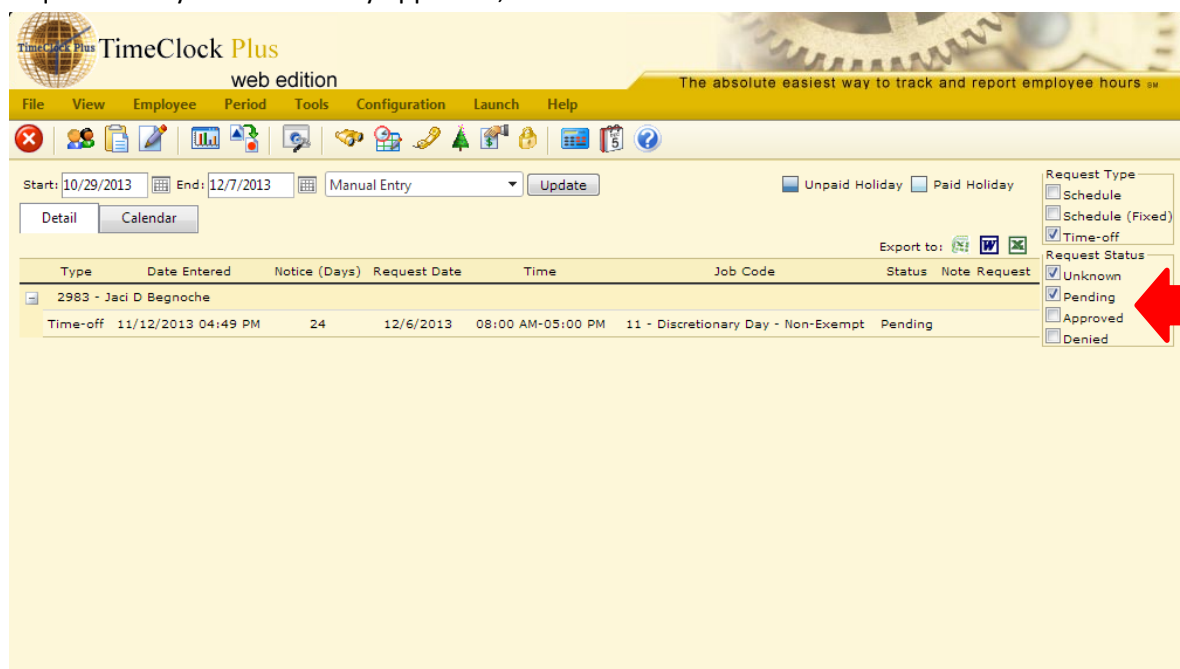 TimeClock Plus TimeClock Plus
web edition
The absolute easiest way to track and report employee hours SM
File View Employee Period Tools Configuration Launch Help
5
Start: 10/29/2013 End: 12/7/2013 Manual Entry Update Unpaid Holiday Paid Holiday
Request Type
Schedule
Schedule (Fixed)
Time-off
Detail Calendar
Export to:
Request Status
Unknown
Pending
Approved
Denied
Type Date Entered Notice (Days) Request Date Time Job Code Status Note Request
2983 - Jaci D Begnoche
Time-off 11/12/2013 04:49 PM 24 12/6/2013 08:00 AM-05:00 PM 11 - Discretionary Day - Non-Exempt Pending